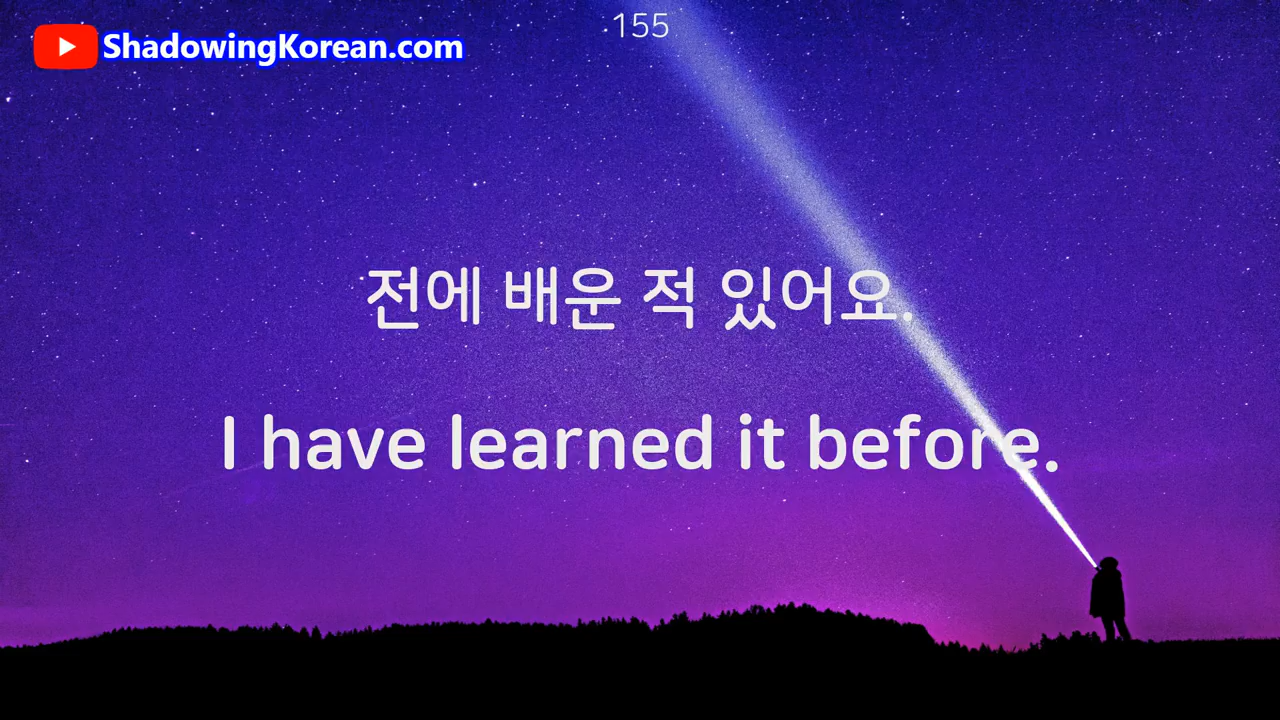 155
ShadowingKorean.com
전에 배운 적 있어요.
I have learned it before.